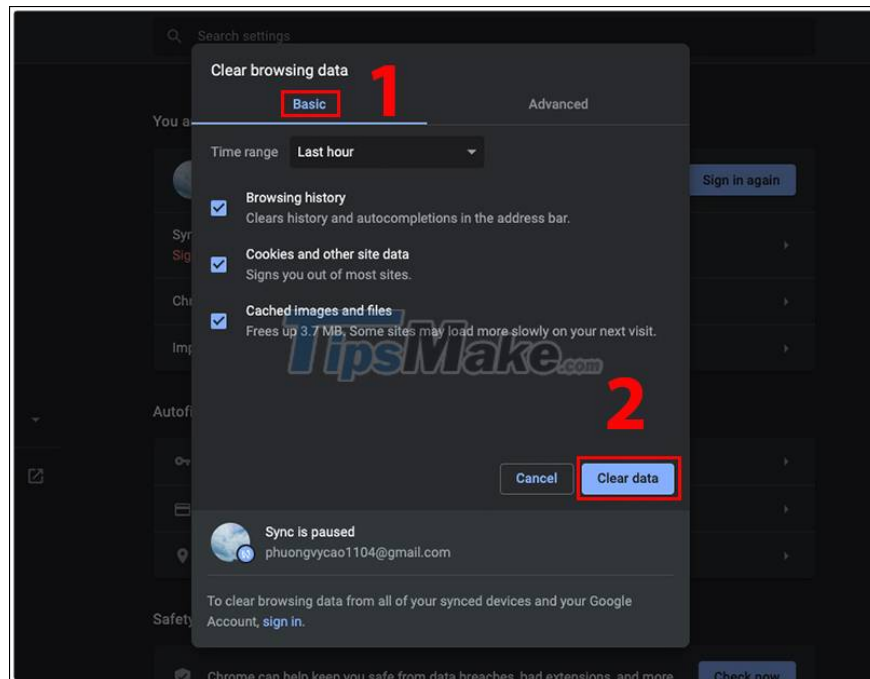 Search settings
Clear browsing data
1
Basic
Advanced
You a
Time range Last hour
Sign in again
Browsing history
Clears history and autocompletions in the address bar.
Syn
Sig
Cookies and other site data
Signs you out of most sites.
Chr
Cached images and files
Frees up 3.7 MB. Some sites may load more slowly on your next visit.
Imp
TipsMake.com
2
Autofi
Cancel
Clear data
Sync is paused
phuongvycao1104@gmail.com
To clear browsing data from all of your synced devices and your Google
Account, sign in.
Safety
Chrome can help keep you safe from data breaches, bad extensions, and more
Check now